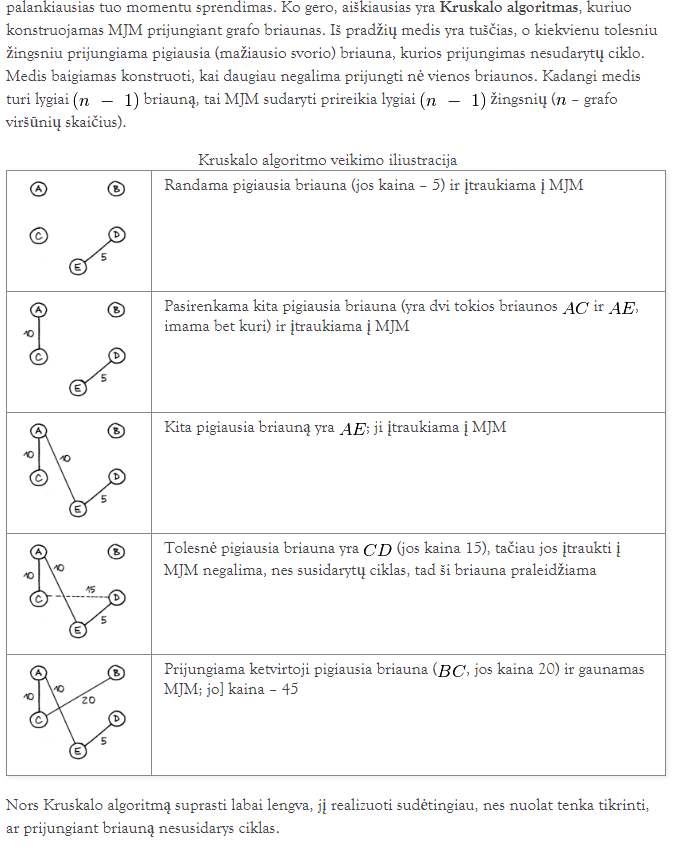 palankiausias tuo momentu sprendimas. Ko gero, aiškiausias yra Kruskalo algoritmas, kuriuo
konstruojamas MJM prijungiant grafo briaunas. Iš pradžių medis yra tuščias, o kiekvienu tolesniu
žingsniu prijungiama pigiausia (mažiausio svorio) briauna, kurios prijungimas nesudarytų ciklo.
Medis baigiamas konstruoti, kai daugiau negalima prijungti nė vienos briaunos. Kadangi medis
turi lygiai (n − 1) briauną, tai MJM sudaryti prireikia lygiai (n − 1) žingsnių (n – grafo
viršūnių skaičius).
Kruskalo algoritmo veikimo iliustracija
A B
C D
E 5
Randama pigiausia briauna (jos kaina – 5) ir įtraukiama į MJM
A B
10
C D
E 5
Pasirenkama kita pigiausia briauna (yra dvi tokios briaunos AC ir AE,
imama bet kuri) ir įtraukiama į MJM
A B
10 10
C D
E 5
Kita pigiausia briauną yra AE; ji įtraukiama į MJM
A B
10 10
15
C D
E 5
Tolesnė pigiausia briauna yra CD (jos kaina 15), tačiau jos įtraukti į
MJM negalima, nes susidarytų ciklas, tad ši briauna praleidžiama
A B
10 10
20
C D
E 5
Prijungiama ketvirtoji pigiausia briauna (BC, jos kaina 20) ir gaunamas
MJM; jo] kaina – 45
Nors Kruskalo algoritmą suprasti labai lengva, jį realizuoti sudėtingiau, nes nuolat tenka tikrinti,
ar prijungiant briauną nesusidarys ciklas.